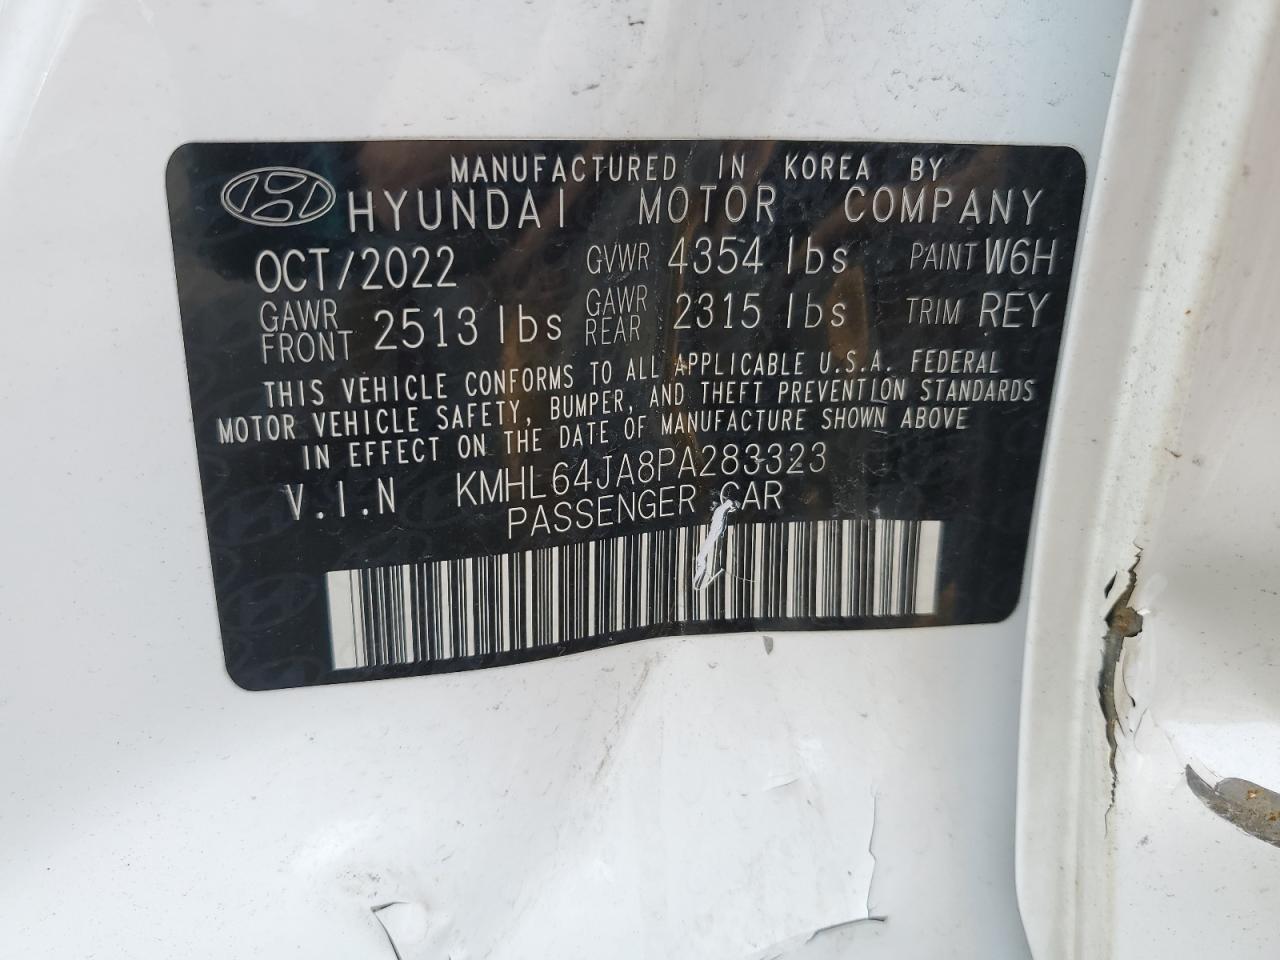 MANUFACTURED IN KOREA BY
HYUNDAI MOTOR COMPANY
OCT/2022 GVWR 4354 lbs PAINT W6H
GAWR FRONT 2513 lbs GAWR REAR 2315 lbs TRIM REY
THIS VEHICLE CONFORMS TO ALL APPLICABLE U.S.A. FEDERAL
MOTOR VEHICLE SAFETY, BUMPER, AND THEFT PREVENTION STANDARDS
IN EFFECT ON THE DATE OF MANUFACTURE SHOWN ABOVE
V.I.N KMHL64JA8PA283323
PASSENGER CAR